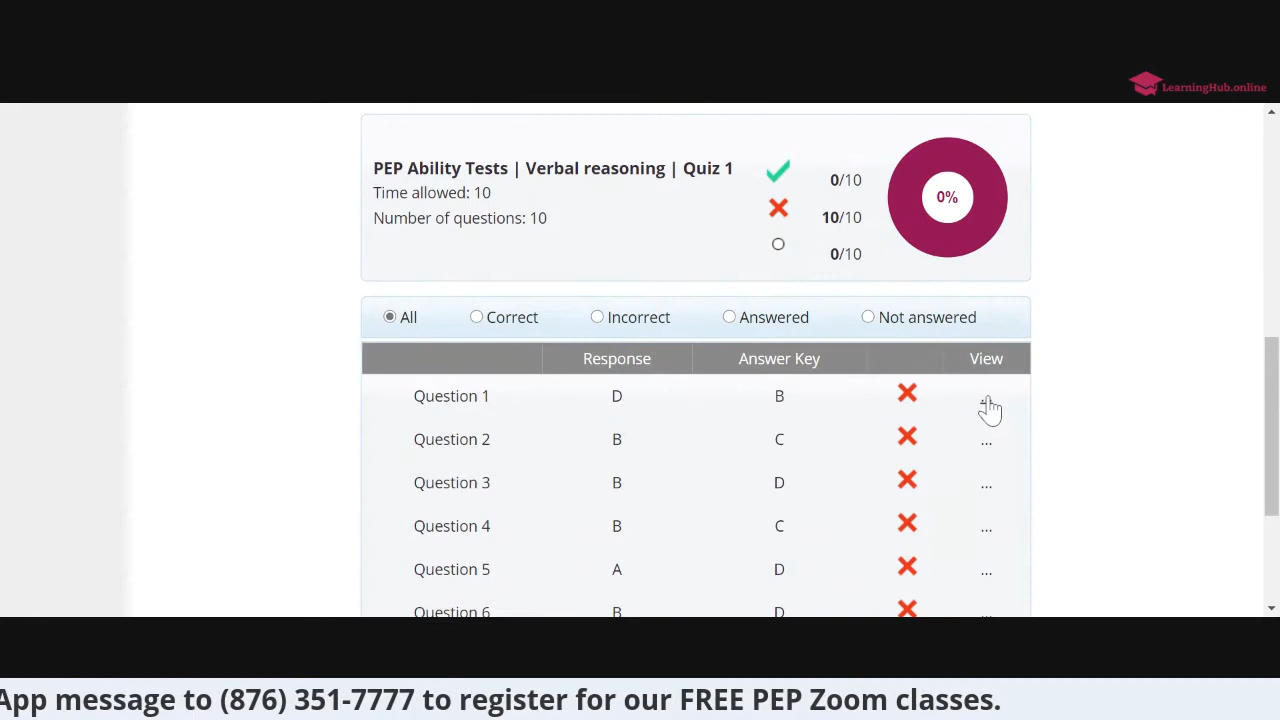 LearningHub.online
PEP Ability Tests | Verbal reasoning | Quiz 1
Time allowed: 10
Number of questions: 10
0/10
10/10
0/10
0%
All Correct Incorrect Answered Not answered
Response Answer Key View
Question 1 D B
Question 2 B C ...
Question 3 B D ...
Question 4 B C ...
Question 5 A D ...
Question 6 B D ...
App message to (876) 351-7777 to register for our FREE PEP Zoom classes.